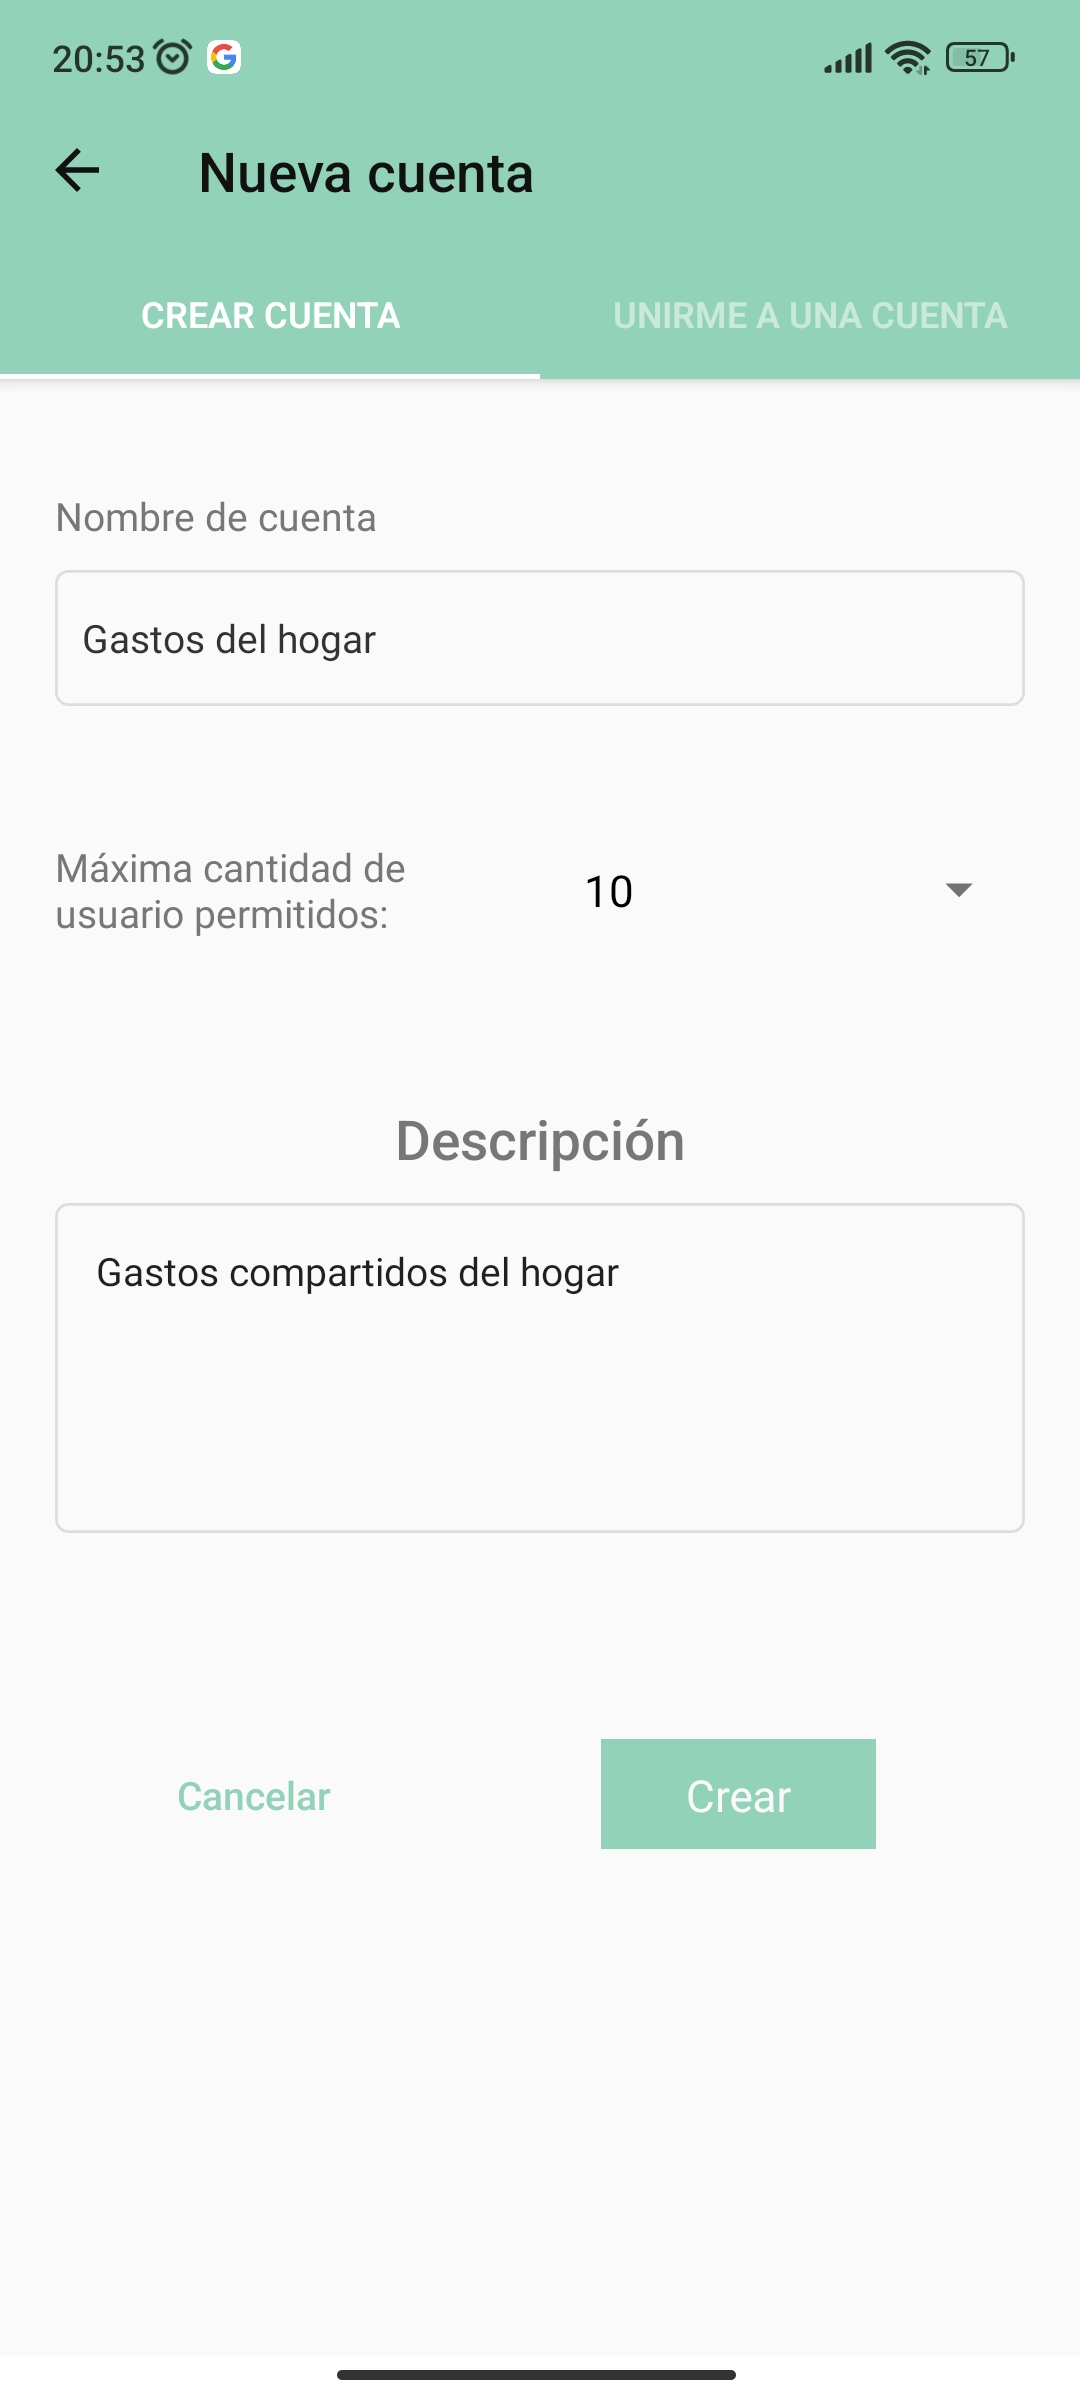 20:53
57
Nueva cuenta
CREAR CUENTA
UNIRME A UNA CUENTA
Nombre de cuenta
Gastos del hogar
Máxima cantidad de
usuario permitidos:
10
Descripción
Gastos compartidos del hogar
Cancelar
Crear